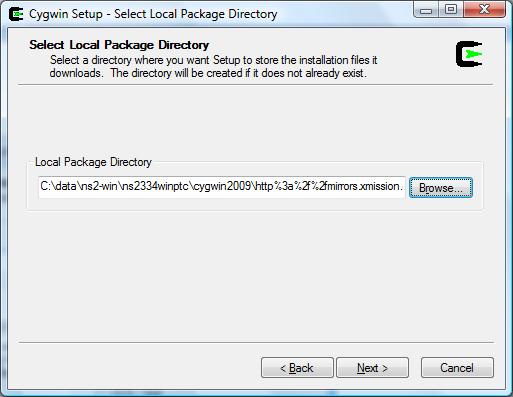 Cygwin Setup - Select Local Package Directory
Select Local Package Directory
Select a directory where you want Setup to store the installation files it
downloads. The directory will be created if it does not already exist.
Local Package Directory
C:\data\ns2-win\ns2334winptc\cygwin2009\http%3a%2f%2fmirrors.xmission.
Browse...
< Back Next > Cancel